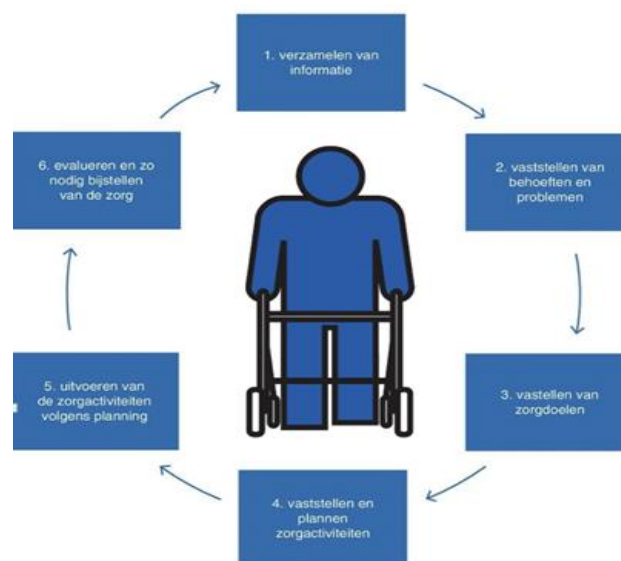 1. verzamelen van
informatie
2. vaststellen van
behoeften en
problemen
3. vastellen van
zorgdoelen
4. vaststellen en
plannen
zorgactiviteiten
5. uitvoeren van
de zorgactiviteiten
volgens planning
6. evalueren en zo
nodig bijstellen
van de zorg